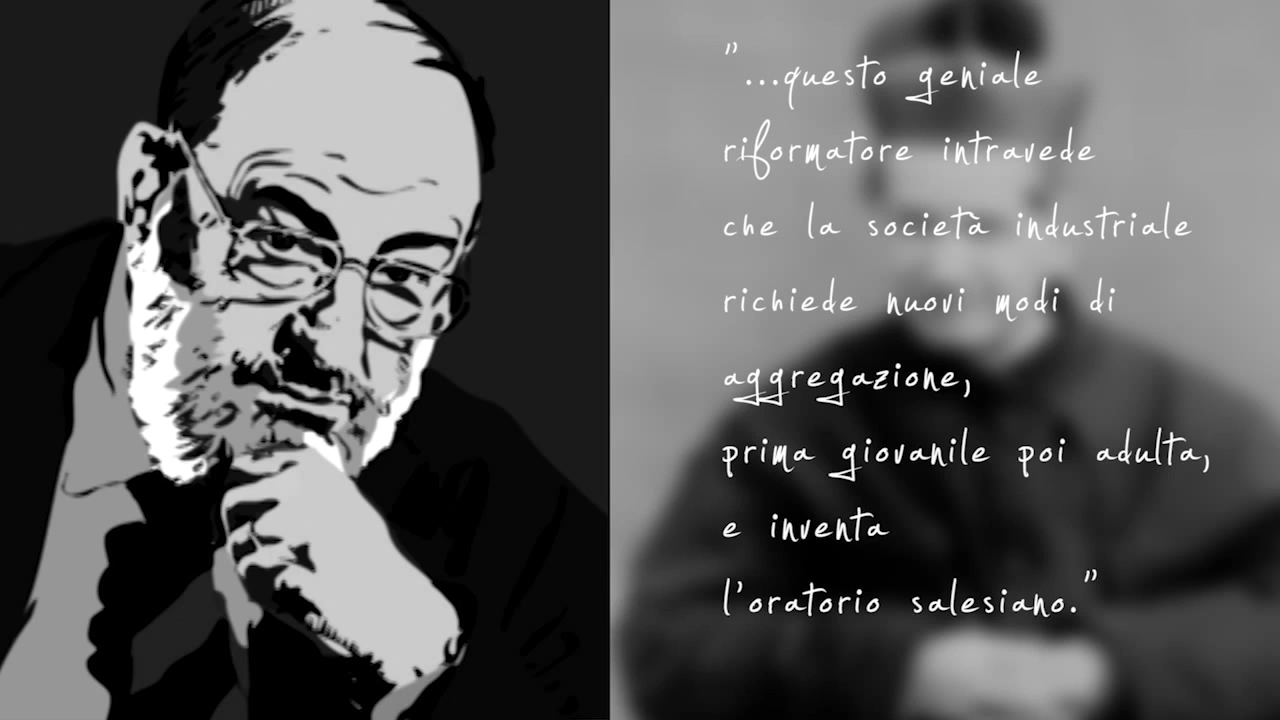 "...questo geniale
riformatore intravede
che la società industriale
richiede nuovi modi di
aggregazione,
prima giovanile poi adulta,
e inventa
l'oratorio salesiano."